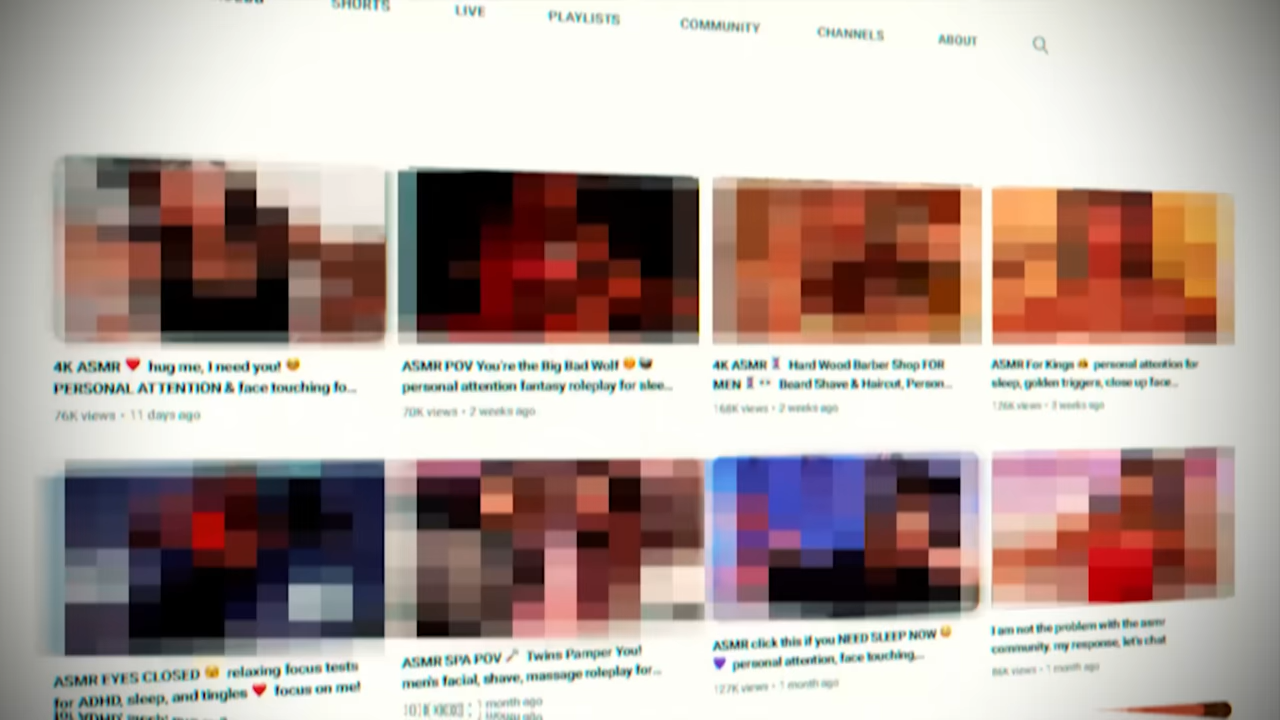 SHORTS
LIVE
PLAYLISTS
COMMUNITY
CHANNELS
ABOUT
4K ASMR ❤️ hug me, I need you!
PERSONAL ATTENTION & face touching fo...
76K views • 11 days ago
ASMR POV You're the Big Bad Wolf
personal attention fantasy roleplay for slee...
70K views • 2 weeks ago
4K ASMR 💈 Hard Wood Barber Shop FOR
MEN 💈 Beard Shave & Haircut, Person...
168K views • 2 weeks ago
ASMR For Kings personal attention for
sleep, golden triggers, close up face...
126K views • 3 weeks ago
ASMR EYES CLOSED relaxing focus tests
for ADHD, sleep, and tingles ❤️ focus on me!
ASMR SPA POV Twins Pamper You!
men's facial, shave, massage roleplay for...
1 month ago
ASMR click this if you NEED SLEEP NOW
💜 personal attention, face touching,...
127K views • 1 month ago
I am not the problem with the asmr
community. my response, let's chat
86K views • 1 month ago